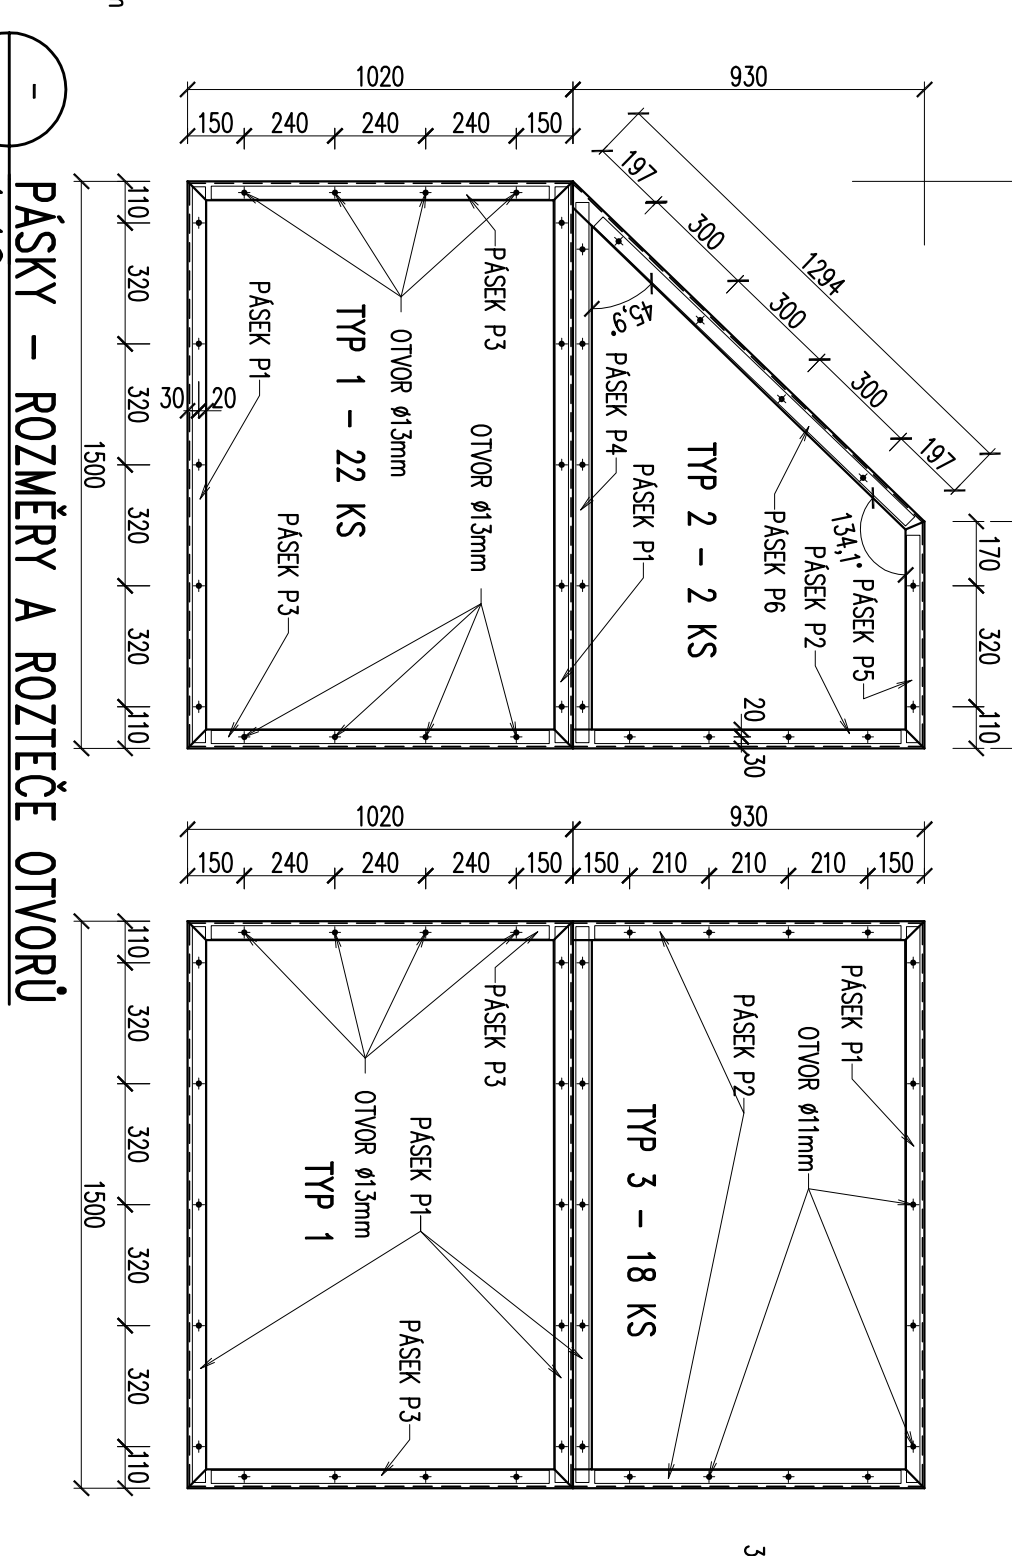 PÁSKY – ROZMĚRY A ROZTEČE OTVORŮ
-
1020
930
150
240
240
240
150
110
320
320
320
320
110
1500
197
300
300
300
197
1294
170
320
110
45,9°
134,1°
30
20
20
30
PÁSEK P1
PÁSEK P3
OTVOR ø13mm
TYP 1 – 22 KS
PÁSEK P3
OTVOR ø13mm
PÁSEK P4
PÁSEK P1
TYP 2 – 2 KS
PÁSEK P6
PÁSEK P2
PÁSEK P5
1020
930
150
240
240
240
150
150
210
210
210
150
110
320
320
320
320
110
1500
PÁSEK P3
OTVOR ø13mm
TYP 1
PÁSEK P1
PÁSEK P3
PÁSEK P1
PÁSEK P2
OTVOR ø11mm
TYP 3 – 18 KS